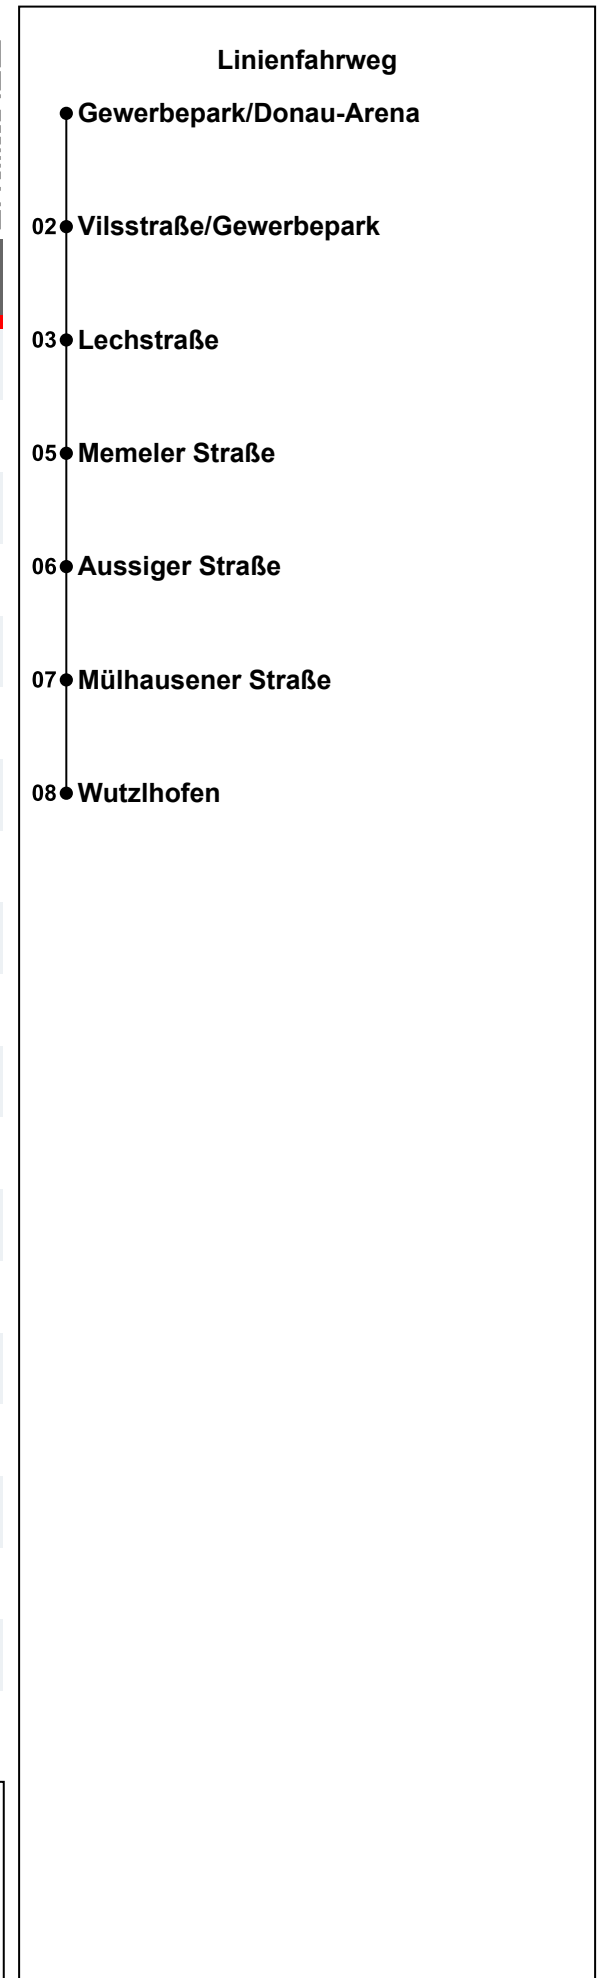 Linienfahrweg
Gewerbepark/Donau-Arena
02 Vilsstraße/Gewerbepark
03 Lechstraße
05 Memeler Straße
06 Aussiger Straße
07 Mülhausener Straße
08 Wutzlhofen